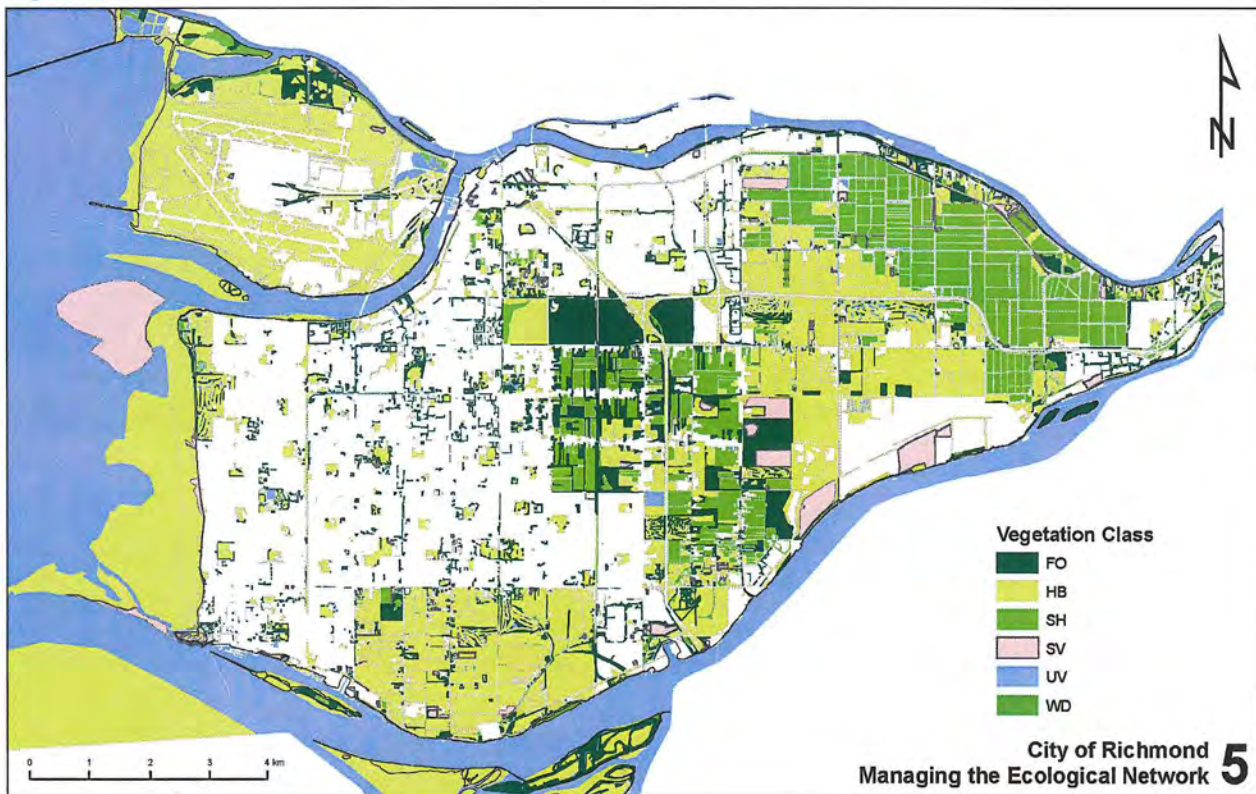 N
Vegetation Class
FO
HB
SH
SV
UV
WD
0 1 2 3 4 km
City of Richmond
Managing the Ecological Network 5